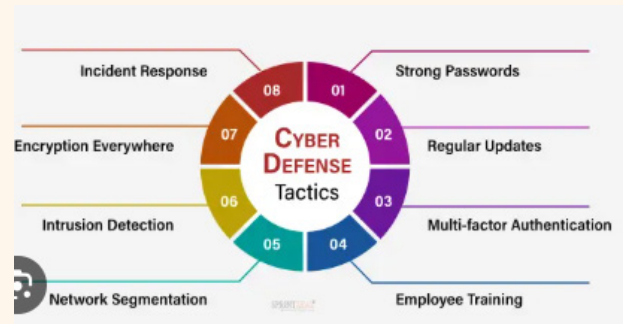 Incident Response
08
01
Strong Passwords
Encryption Everywhere
07
CYBER
DEFENSE
Tactics
02
Regular Updates
Intrusion Detection
06
03
Multi-factor Authentication
Network Segmentation
05
04
Employee Training